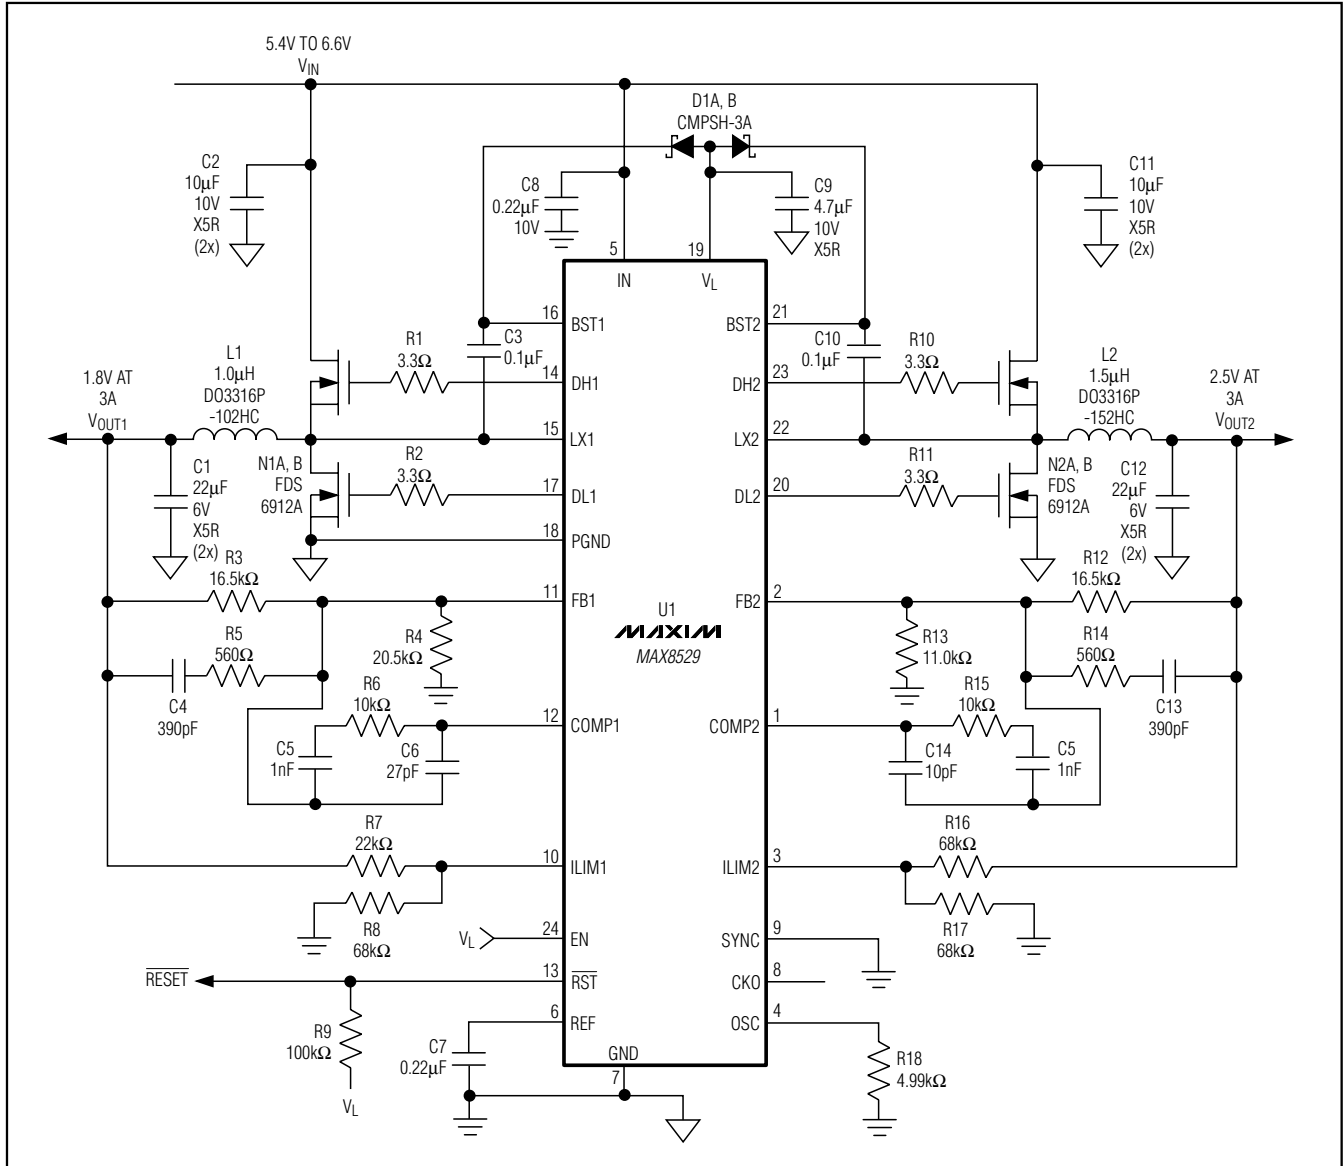 5.4V TO 6.6V
VIN
D1A, B
CMPSH-3A
C2
10µF
10V
X5R
(2x)
C8
0.22µF
10V
C9
4.7µF
10V
X5R
C11
10µF
10V
X5R
(2x)
5
19
IN
VL
16
BST1
BST2
21
C3
0.1µF
C10
0.1µF
R1
3.3Ω
14
DH1
DH2
23
R10
3.3Ω
L1
1.0µH
DO3316P
-102HC
1.8V AT
3A
VOUT1
L2
1.5µH
D03316P
-152HC
2.5V AT
3A
VOUT2
15
LX1
LX2
22
C1
22µF
6V
X5R
(2x)
N1A, B
FDS
6912A
R2
3.3Ω
17
DL1
DL2
20
R11
3.3Ω
N2A, B
FDS
6912A
C12
22µF
6V
X5R
(2x)
18
PGND
R3
16.5kΩ
11
FB1
FB2
2
R12
16.5kΩ
U1
MAXIM
MAX8529
R5
560Ω
R4
20.5kΩ
R13
11.0kΩ
R14
560Ω
C4
390pF
R6
10kΩ
12
COMP1
COMP2
1
R15
10kΩ
C13
390pF
C5
1nF
C6
27pF
C14
10pF
C5
1nF
R7
22kΩ
10
ILIM1
ILIM2
3
R16
68kΩ
R8
68kΩ
R17
68kΩ
VL
24
EN
SYNC
9
RESET
13
RST
CKO
8
R9
100kΩ
VL
6
REF
OSC
4
C7
0.22µF
GND
7
R18
4.99kΩ